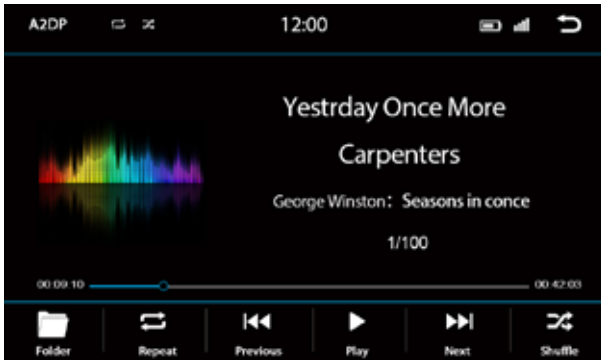 A2DP 12:00
Yestrday Once More
Carpenters
George Winston: Seasons in conce
1/100
00:09:10 00:42:03
Folder Repeat Previous Play Next Shuffle